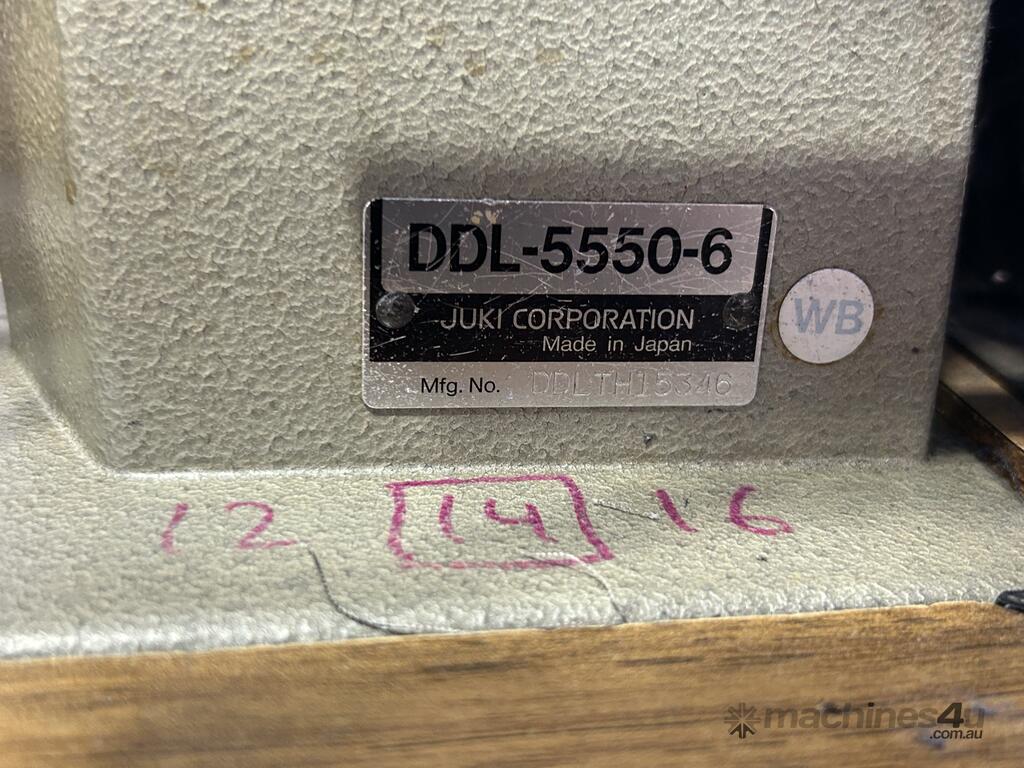 DDL-5550-6
JUKI CORPORATION
Made in Japan
Mfg. No. DDLTH15346
WB
12 14 16
machines4u
.com.au